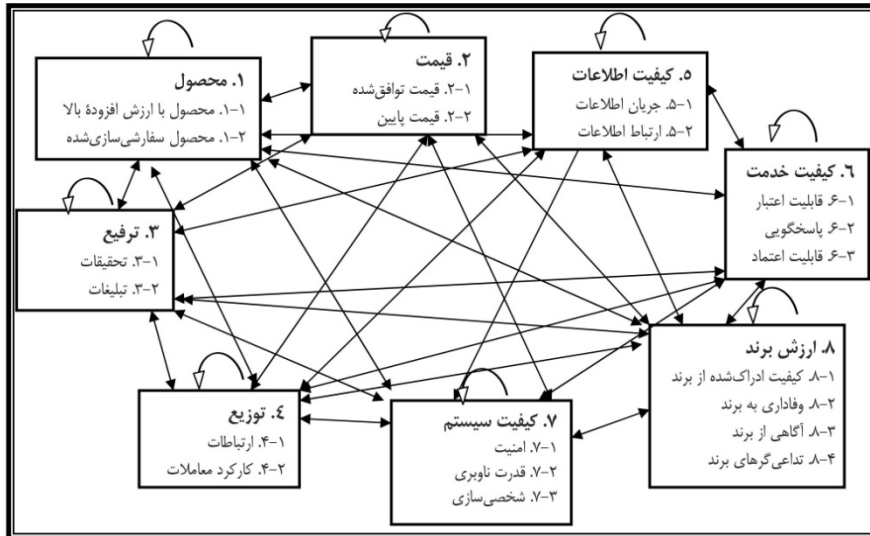 ۱. محصول
۱-۱. محصول با ارزش افزودهٔ بالا
۱-۲. محصول سفارشی‌سازی‌شده
۲. قیمت
۲-۱. قیمت توافق‌شده
۲-۲. قیمت پایین
۵. کیفیت اطلاعات
۵-۱. جریان اطلاعات
۵-۲. ارتباط اطلاعات
۶. کیفیت خدمت
۶-۱. قابلیت اعتبار
۶-۲. پاسخگویی
۶-۳. قابلیت اعتماد
۳. ترفیع
۳-۱. تحقیقات
۳-۲. تبلیغات
۸. ارزش برند
۸-۱. کیفیت ادراک‌شده از برند
۸-۲. وفاداری به برند
۸-۳. آگاهی از برند
۸-۴. تداعی‌گرهای برند
۴. توزیع
۴-۱. ارتباطات
۴-۲. کارکرد معاملات
۷. کیفیت سیستم
۷-۱. امنیت
۷-۲. قدرت ناوبری
۷-۳. شخصی‌سازی